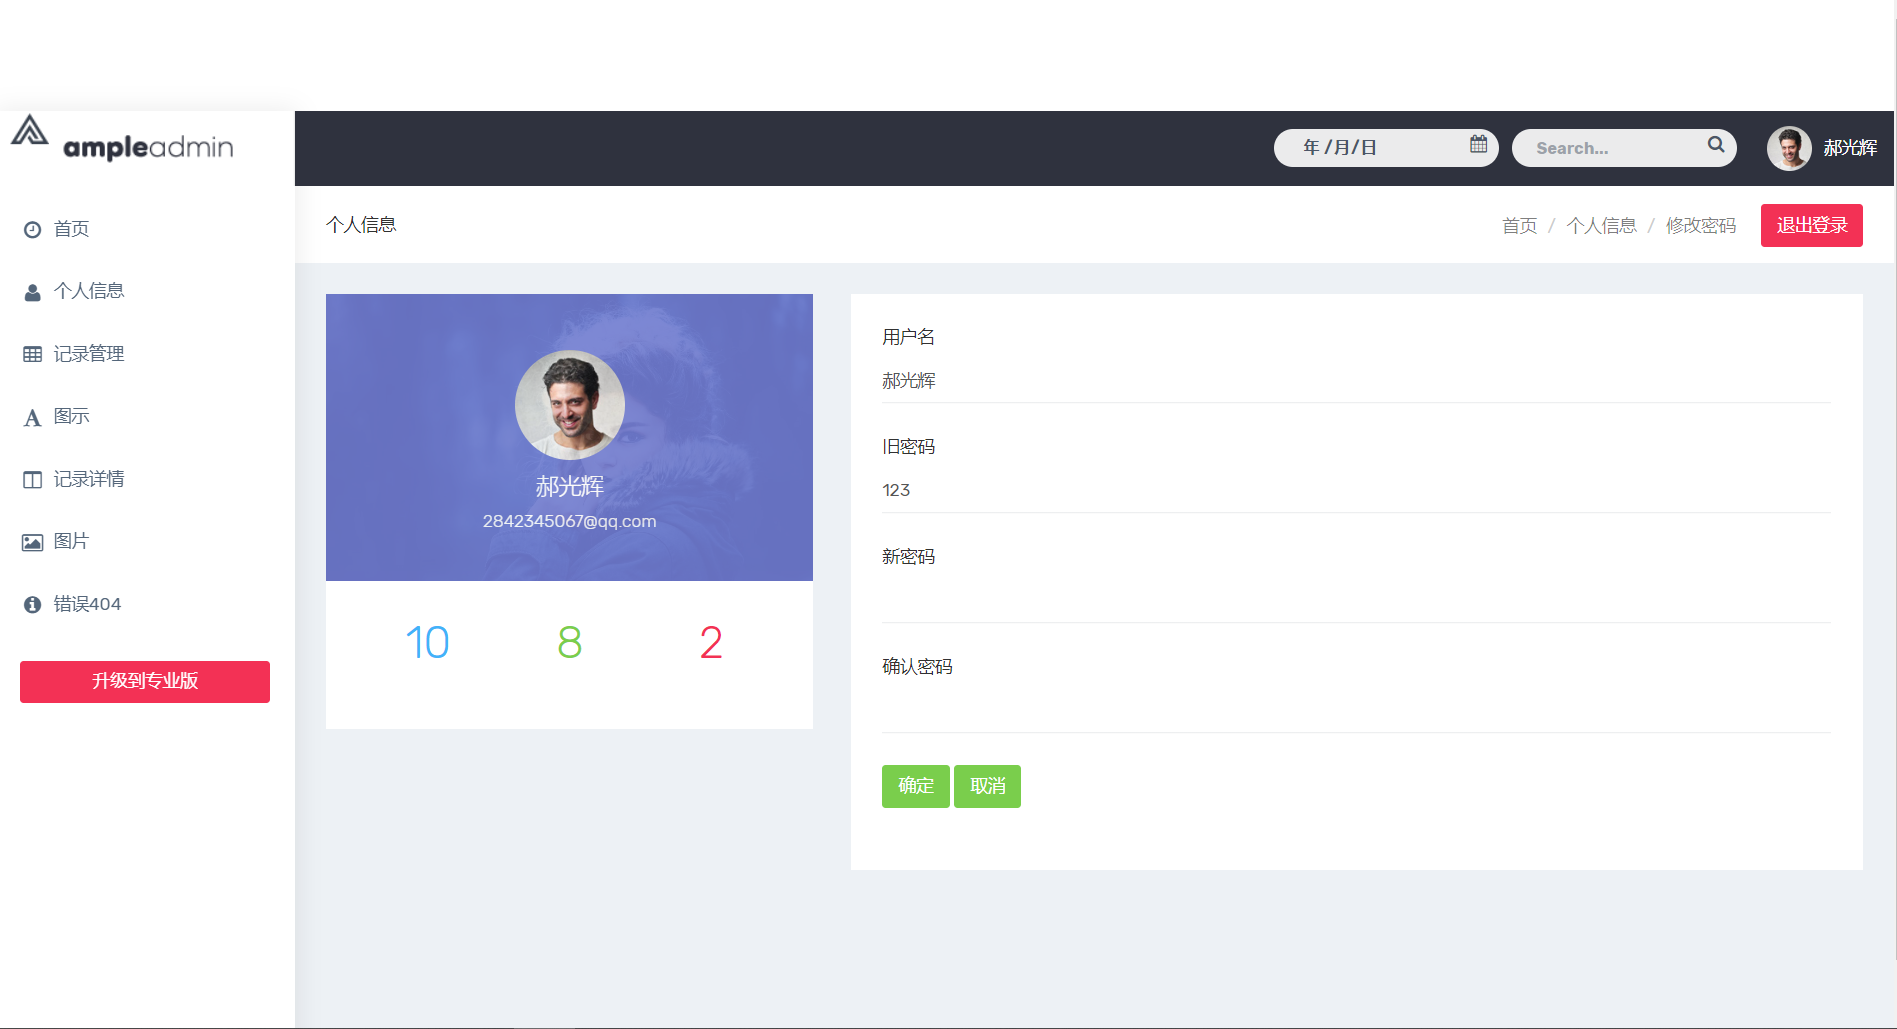 ampleadmin
年 /月/日
Search...
郝光辉
首页
个人信息
记录管理
图示
记录详情
图片
错误404
升级到专业版
个人信息
首页 / 个人信息 / 修改密码
退出登录
郝光辉
2842345067@qq.com
10 8 2
用户名
郝光辉
旧密码
123
新密码
确认密码
确定 取消